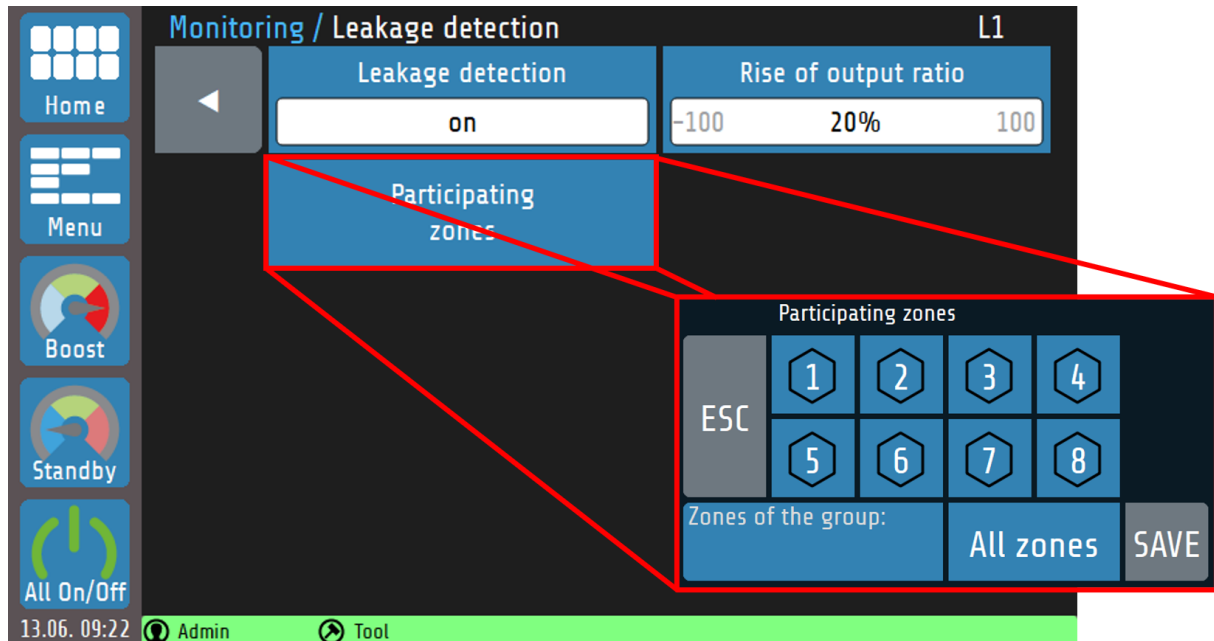 Monitoring / Leakage detection
L1
Home
Leakage detection
on
Rise of output ratio
-100 20% 100
Menu
Participating
zones
Boost
Standby
All On/Off
Participating zones
ESC
1 2 3 4
5 6 7 8
Zones of the group:
All zones
SAVE
13.06. 09:22
Admin
Tool